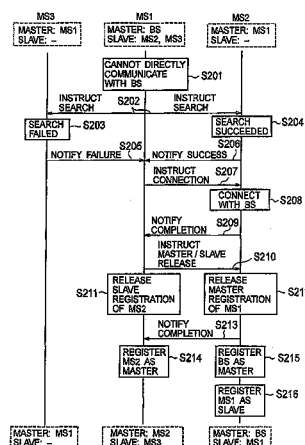 MS3 MS1 MS2
MASTER: MS1 MASTER: BS MASTER: MS1
SLAVE: – SLAVE: MS2, MS3 SLAVE: –
CANNOT DIRECTLY
COMMUNICATE
WITH BS
S201
INSTRUCT
SEARCH
S202
INSTRUCT
SEARCH
SEARCH
FAILED
S203
SEARCH
SUCCEEDED
S204
S205
NOTIFY FAILURE
S206
NOTIFY SUCCESS
INSTRUCT
CONNECTION
S207
CONNECT
WITH BS
S208
NOTIFY
COMPLETION
S209
INSTRUCT
MASTER / SLAVE
RELEASE
S210
S211
RELEASE
SLAVE
REGISTRATION
OF MS2
RELEASE
MASTER
REGISTRATION
OF MS1
S21
NOTIFY
COMPLETION
S213
REGISTER
MS2 AS
MASTER
S214
REGISTER
BS AS
MASTER
S215
REGISTER
MS1 AS
SLAVE
S216
MASTER: MS1 MASTER: MS2 MASTER: BS
SLAVE: – SLAVE: MS3 SLAVE: MS1